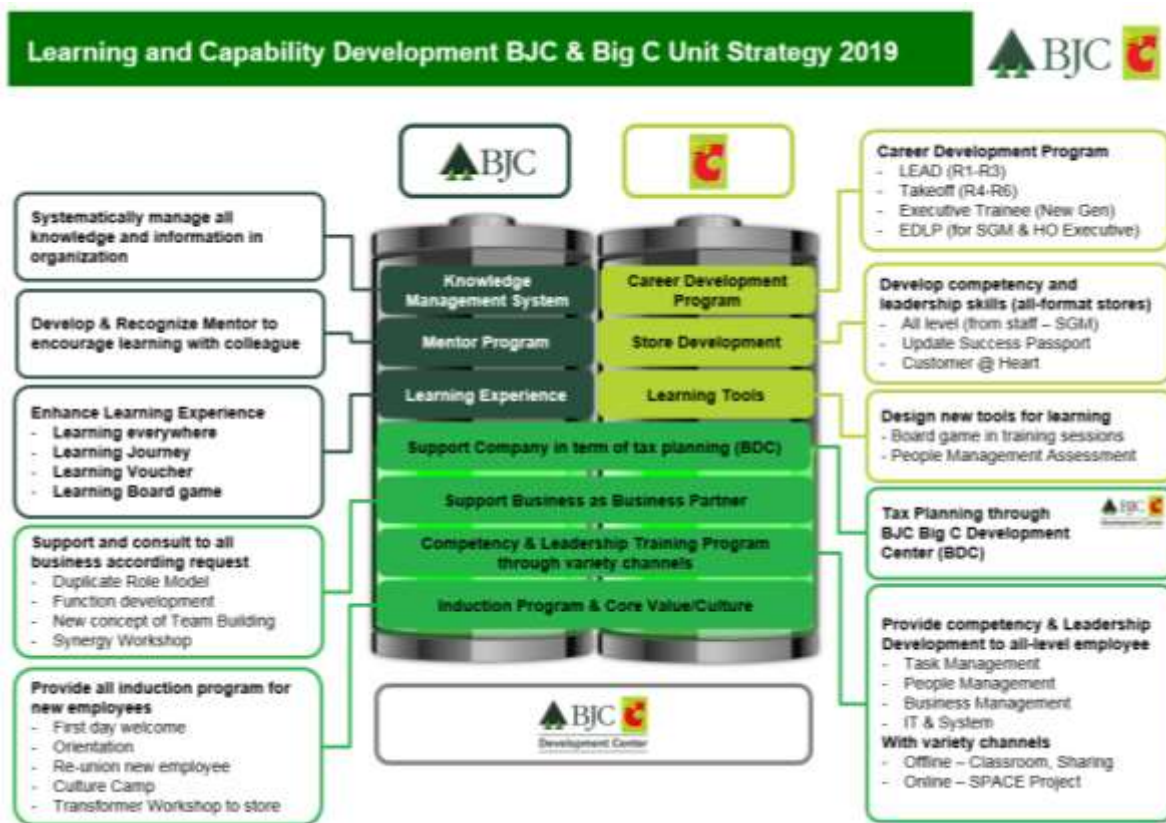 Learning and Capability Development BJC & Big C Unit Strategy 2019
BJC
BJC
Systematically manage all
knowledge and information in
organization
Develop & Recognize Mentor to
encourage learning with colleague
Enhance Learning Experience
- Learning everywhere
- Learning Journey
- Learning Voucher
- Learning Board game
Support and consult to all
business according request
- Duplicate Role Model
- Function development
- New concept of Team Building
- Synergy Workshop
Provide all induction program for
new employees
- First day welcome
- Orientation
- Re-union new employee
- Culture Camp
- Transformer Workshop to store
Knowledge
Management System
Mentor Program
Learning Experience
Career Development
Program
Store Development
Learning Tools
Support Company in term of tax planning (BDC)
Support Business as Business Partner
Competency & Leadership Training Program
through variety channels
Induction Program & Core Value/Culture
BJC
Development Center
Career Development Program
- LEAD (R1-R3)
- Takeoff (R4-R6)
- Executive Trainee (New Gen)
- EDLP (for SGM & HO Executive)
Develop competency and
leadership skills (all-format stores)
- All level (from staff – SGM)
- Update Success Passport
- Customer @ Heart
Design new tools for learning
- Board game in training sessions
- People Management Assessment
Tax Planning through
BJC Big C Development
Center (BDC)
BJC
Provide competency & Leadership
Development to all-level employee
- Task Management
- People Management
- Business Management
- IT & System
With variety channels
- Offline – Classroom, Sharing
- Online – SPACE Project